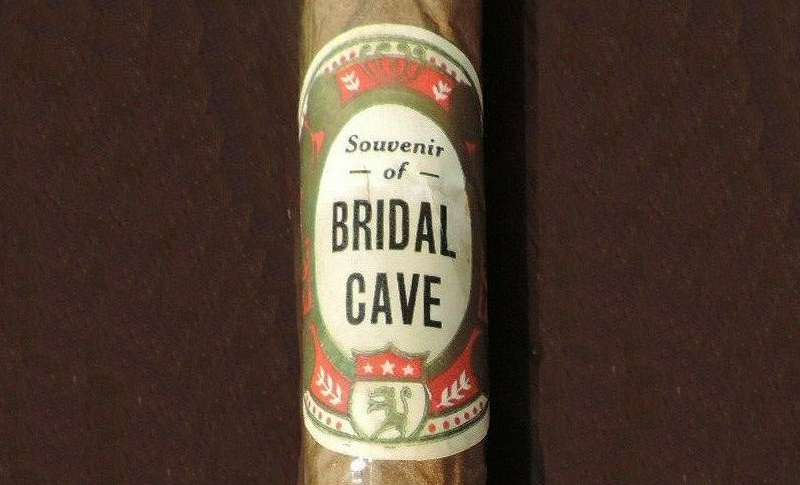 Souvenir
— of —
BRIDAL
CAVE